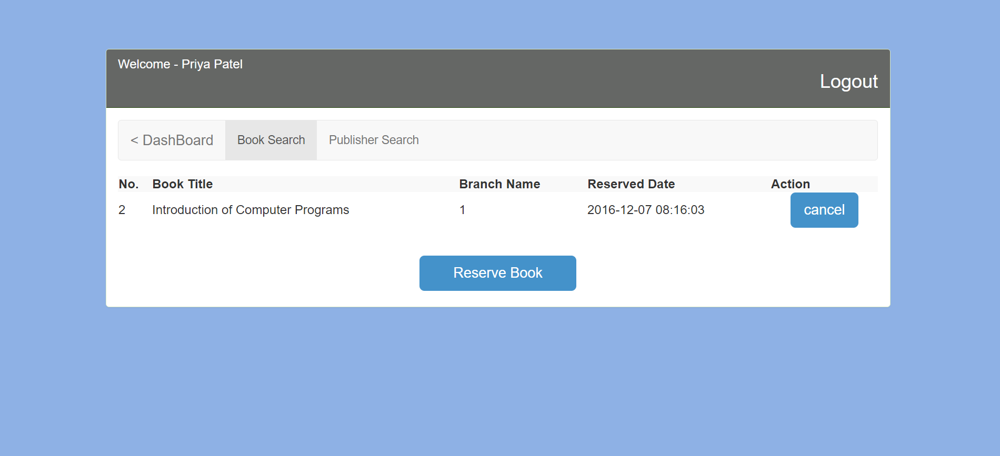 Welcome - Priya Patel
Logout
< DashBoard Book Search Publisher Search
No. Book Title Branch Name Reserved Date Action
2 Introduction of Computer Programs 1 2016-12-07 08:16:03 cancel
Reserve Book